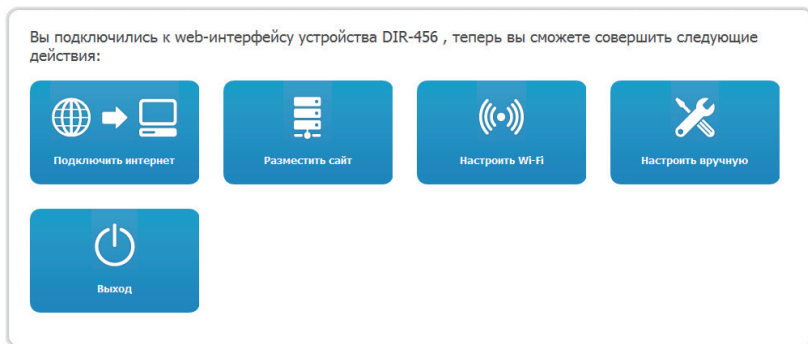 Вы подключились к web-интерфейсу устройства DIR-456 , теперь вы сможете совершить следующие
действия:
Подключить интернет
Разместить сайт
Настроить Wi-Fi
Настроить вручную
Выход